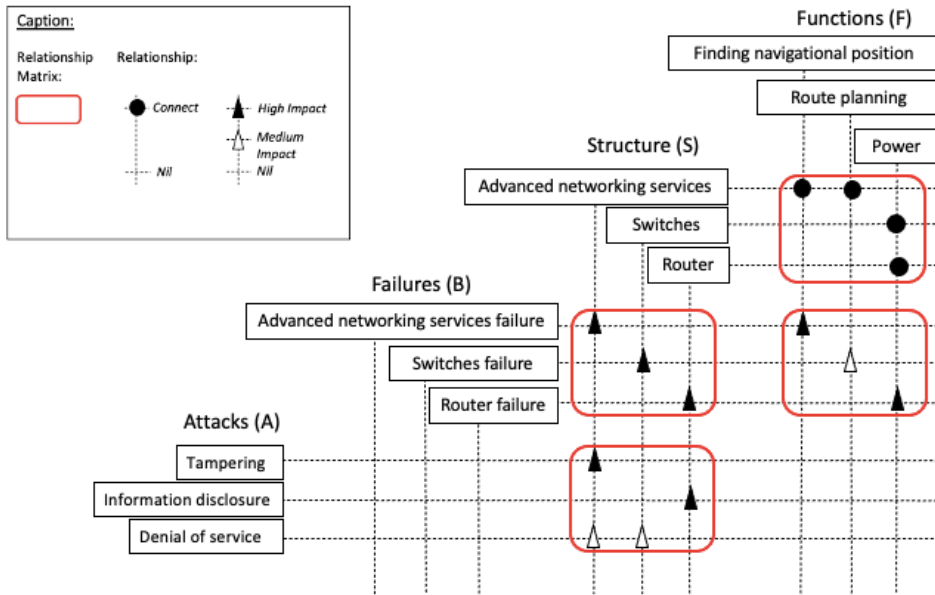 Caption:
Relationship
Matrix:
Relationship:
Connect
Nil
High Impact
Medium
Impact
Nil
Functions (F)
Finding navigational position
Route planning
Power
Structure (S)
Advanced networking services
Switches
Router
Failures (B)
Advanced networking services failure
Switches failure
Router failure
Attacks (A)
Tampering
Information disclosure
Denial of service